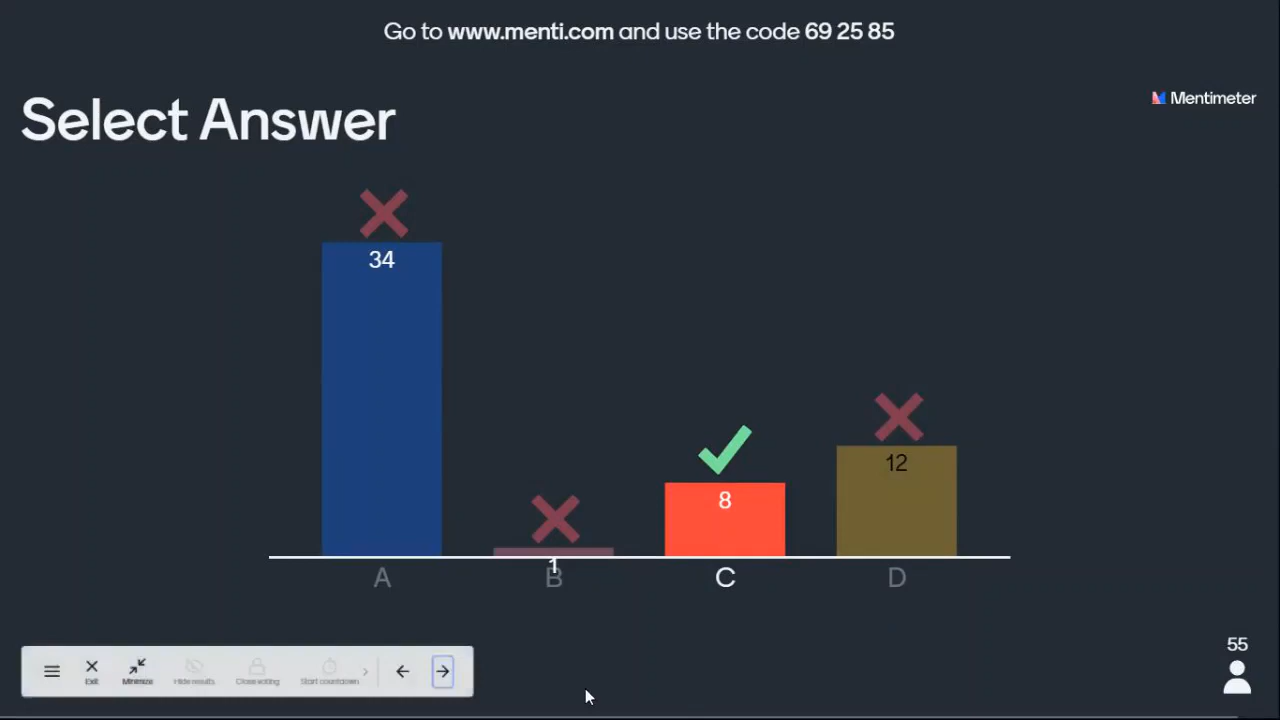 Go to www.menti.com and use the code 69 25 85
Mentimeter
Select Answer
34
12
8
1
A
B
C
D
55
Exit
Minimize
Hide results
Close voting
Start countdown